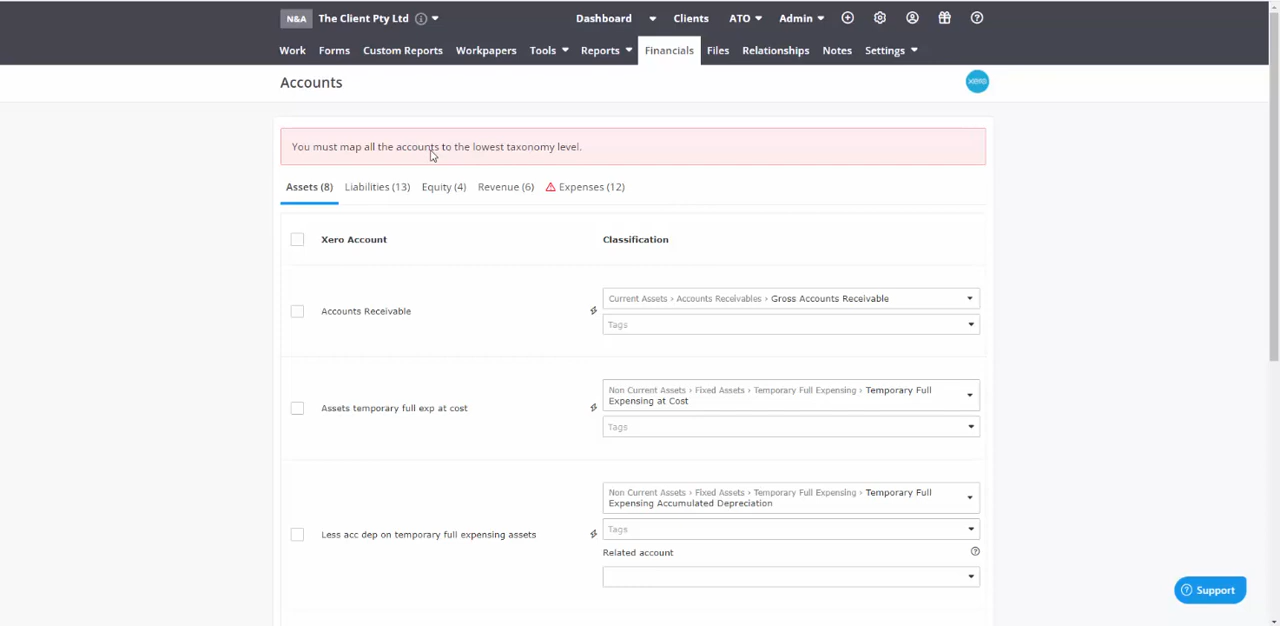 N&A The Client Pty Ltd Dashboard Clients ATO Admin
Work Forms Custom Reports Workpapers Tools Reports Financials Files Relationships Notes Settings
Accounts
xero
You must map all the accounts to the lowest taxonomy level.
Assets (8) Liabilities (13) Equity (4) Revenue (6) Expenses (12)
Xero Account Classification
Current Assets › Accounts Receivables › Gross Accounts Receivable
Accounts Receivable
Tags
Non Current Assets › Fixed Assets › Temporary Full Expensing › Temporary Full
Expensing at Cost
Assets temporary full exp at cost
Tags
Non Current Assets › Fixed Assets › Temporary Full Expensing › Temporary Full
Expensing Accumulated Depreciation
Less acc dep on temporary full expensing assets
Tags
Related account
Support